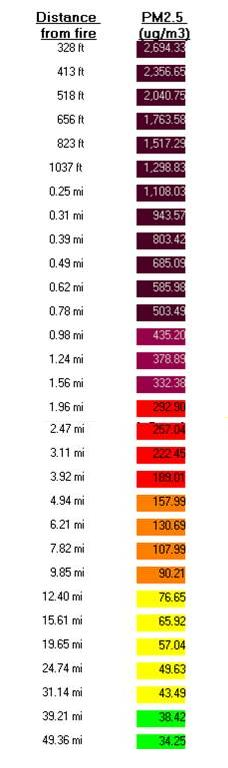 Distance PM2.5
from fire (ug/m3)
328 ft 2,694.33
413 ft 2,356.65
518 ft 2,040.75
656 ft 1,763.58
823 ft 1,517.29
1037 ft 1,298.83
0.25 mi 1,108.03
0.31 mi 943.57
0.39 mi 803.42
0.49 mi 685.09
0.62 mi 585.98
0.78 mi 503.49
0.98 mi 435.20
1.24 mi 378.89
1.56 mi 332.38
1.96 mi 292.90
2.47 mi 257.04
3.11 mi 222.45
3.92 mi 189.01
4.94 mi 157.99
6.21 mi 130.69
7.82 mi 107.99
9.85 mi 90.21
12.40 mi 76.65
15.61 mi 65.92
19.65 mi 57.04
24.74 mi 49.63
31.14 mi 43.49
39.21 mi 38.42
49.36 mi 34.25